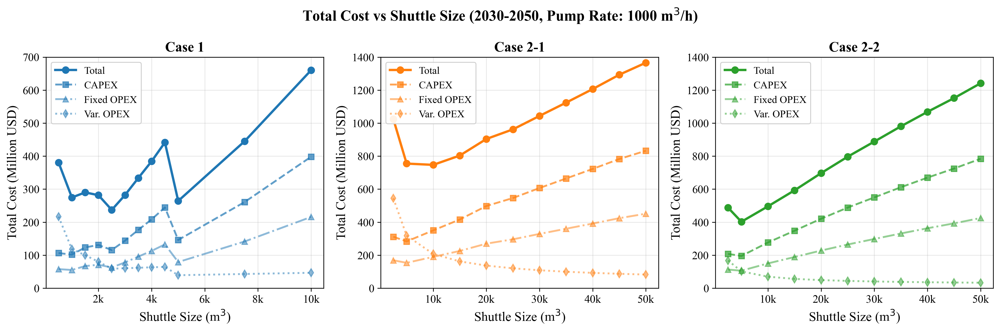 Total Cost vs Shuttle Size (2030-2050, Pump Rate: 1000 m³/h)
Case 1
700
600
500
400
300
200
100
0
Total Cost (Million USD)
Total
CAPEX
Fixed OPEX
Var. OPEX
2k
4k
6k
8k
10k
Shuttle Size (m³)
Case 2-1
1400
1200
1000
800
600
400
200
0
Total Cost (Million USD)
Total
CAPEX
Fixed OPEX
Var. OPEX
10k
20k
30k
40k
50k
Shuttle Size (m³)
Case 2-2
1400
1200
1000
800
600
400
200
0
Total Cost (Million USD)
Total
CAPEX
Fixed OPEX
Var. OPEX
10k
20k
30k
40k
50k
Shuttle Size (m³)